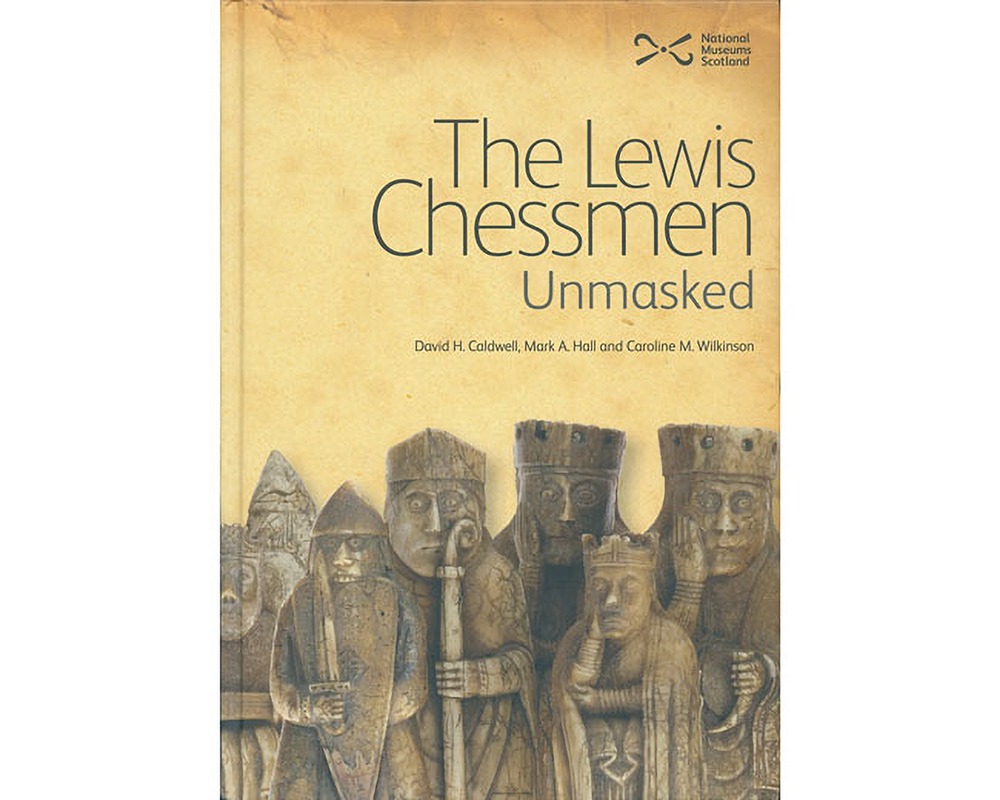 National
Museums
Scotland
The Lewis
Chessmen
Unmasked
David H. Caldwell, Mark A. Hall and Caroline M. Wilkinson